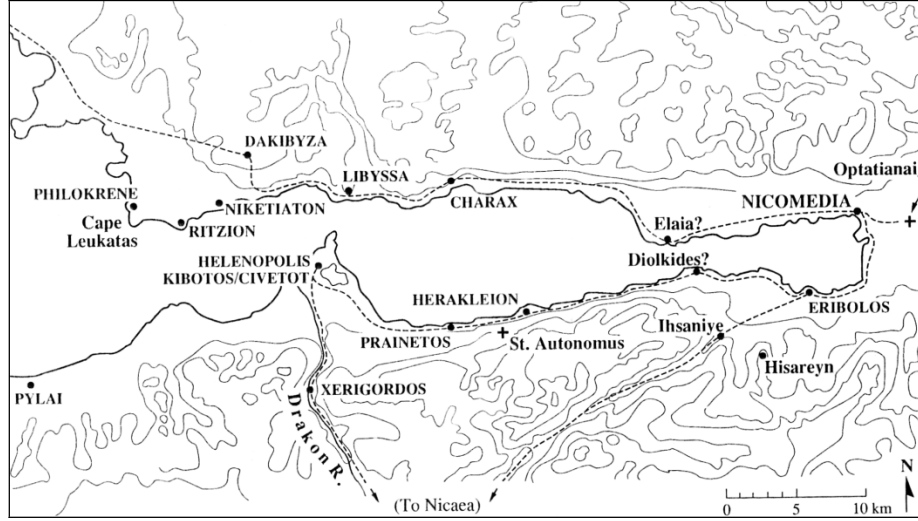 DAKIBYZA
LIBYSSA
Optatianai
PHILOKRENE
CHARAX
NICOMEDIA
Cape
Leukatas
NIKETIATON
RITZION
Elaia?
HELENOPOLIS
KIBOTOS/CIVETOT
Diolkides?
HERAKLEION
ERIBOLOS
PRAINETOS
St. Autonomus
Ihsaniye
Hisareyn
PYLAI
XERIGORDOS
Drakon R.
(To Nicaea)
N
0 5 10 km